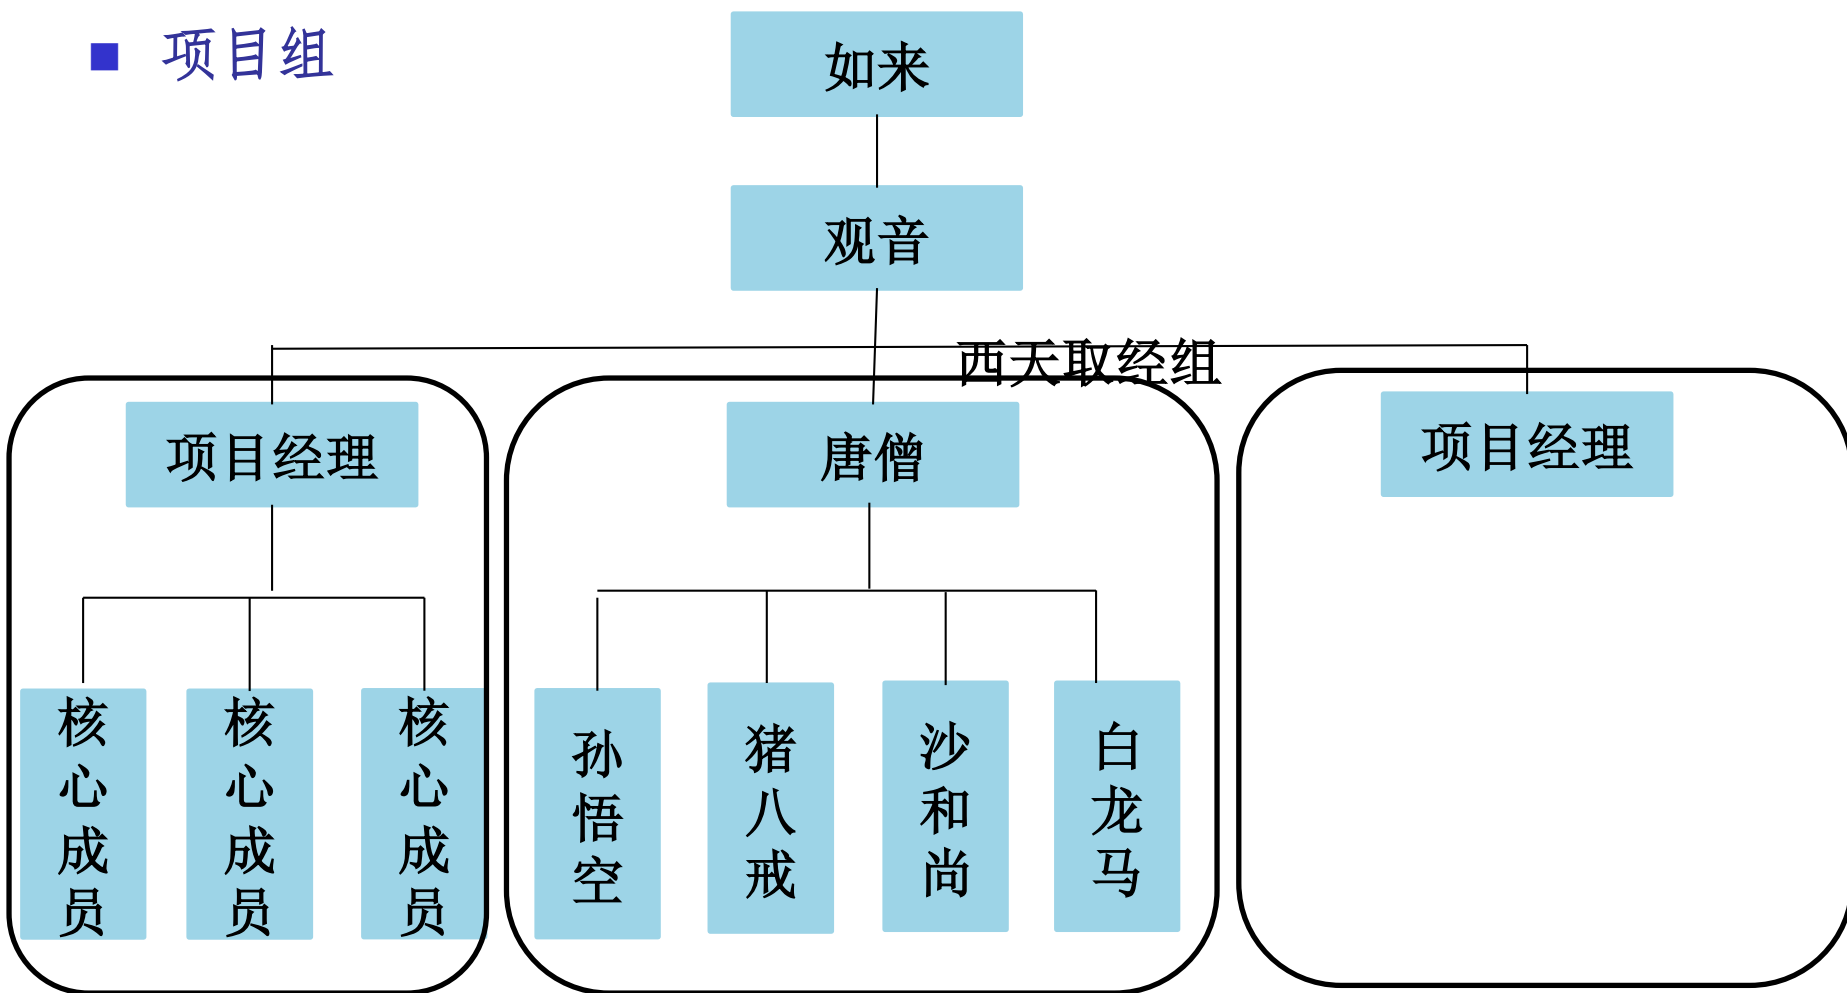 项目组
如来
观音
西天取经组
项目经理
唐僧
项目经理
核心成员
核心成员
核心成员
孙悟空
猪八戒
沙和尚
白龙马